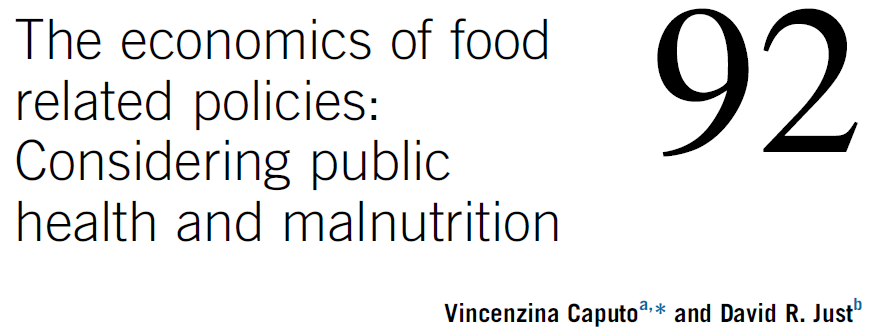 The economics of food
related policies:
Considering public
health and malnutrition
92
Vincenzina Caputoa,* and David R. Justb